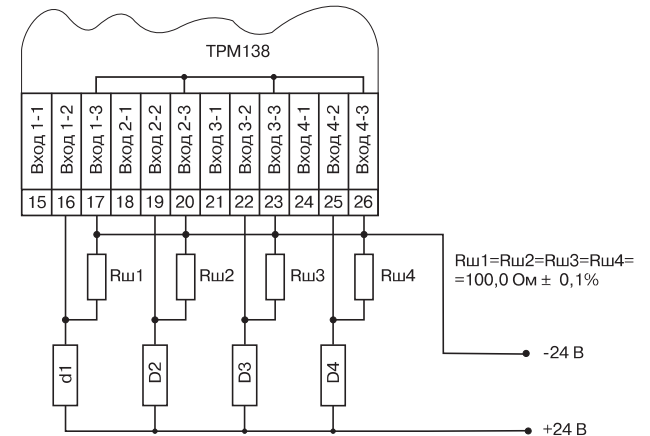 ТРМ138
Вход 1-1
Вход 1-2
Вход 1-3
Вход 2-1
Вход 2-2
Вход 2-3
Вход 3-1
Вход 3-2
Вход 3-3
Вход 4-1
Вход 4-2
Вход 4-3
15 16 17 18 19 20 21 22 23 24 25 26
Rш1 Rш2 Rш3 Rш4
Rш1=Rш2=Rш3=Rш4=
=100,0 Ом ± 0,1%
d1 D2 D3 D4
-24 В
+24 В